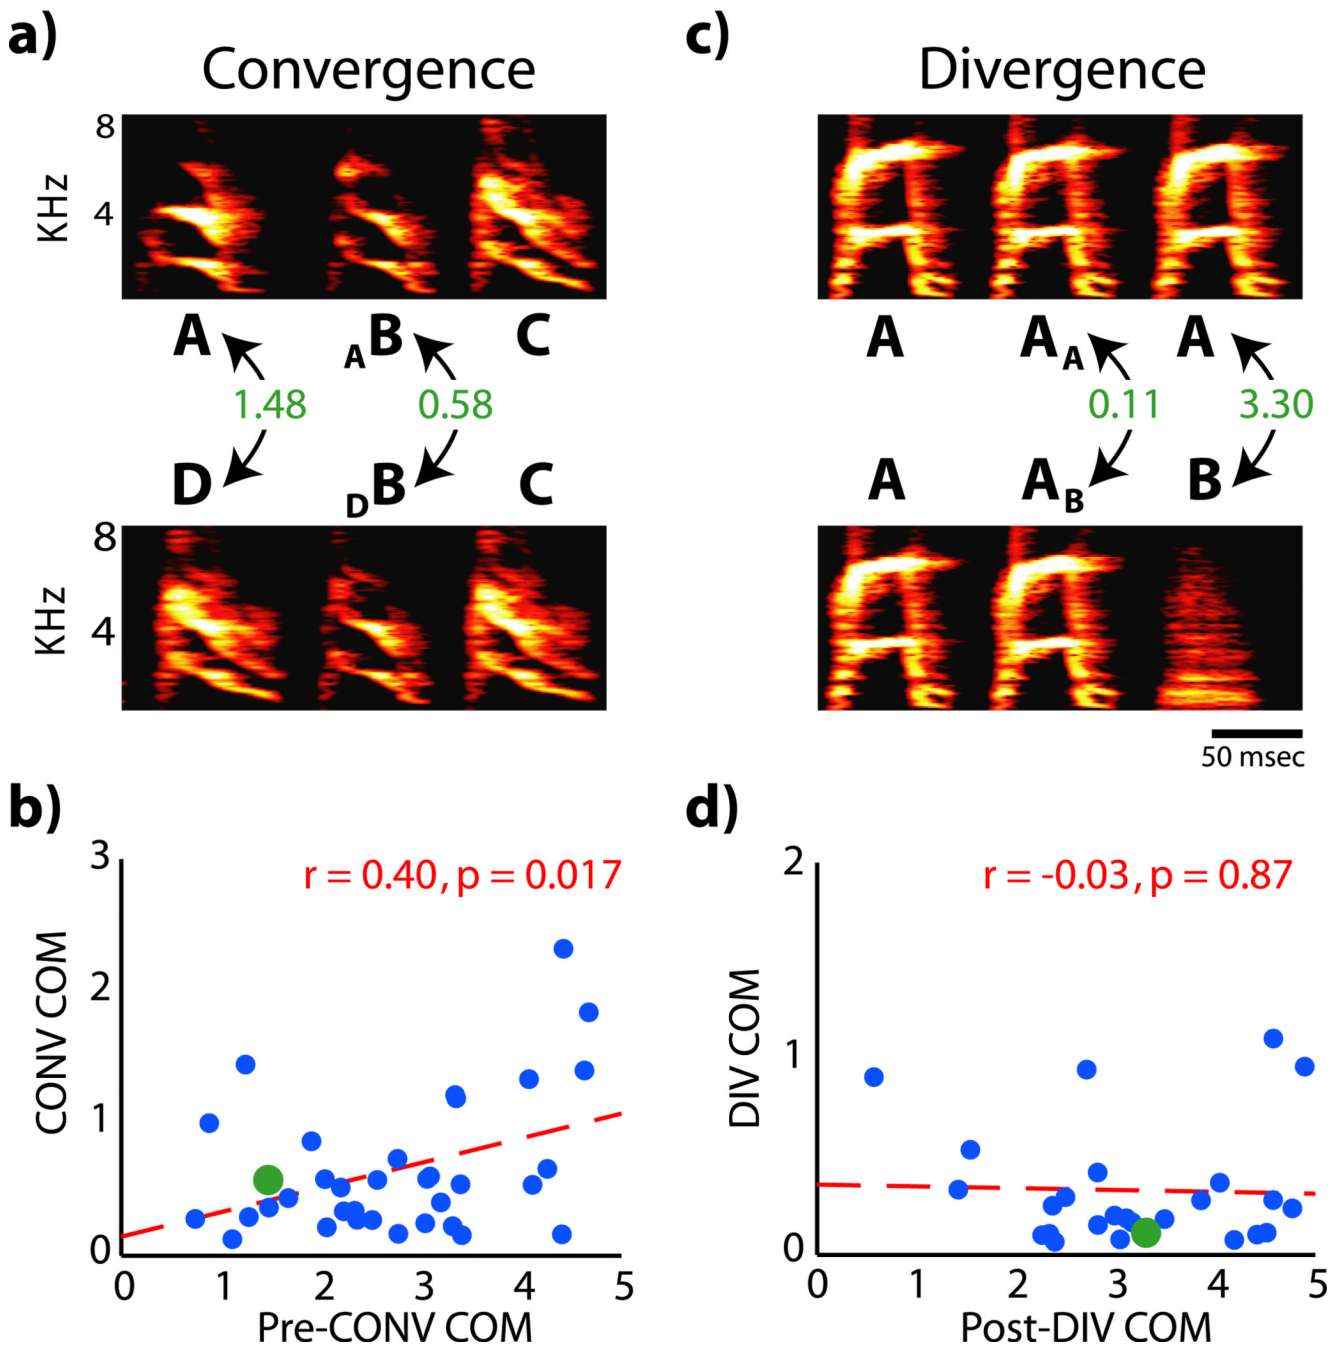 a)
Convergence
8
KHz
4
A AB C
1.48 0.58
D DB C
8
KHz
4
b)
r = 0.40, p = 0.017
3
2
1
0
CONV COM
0 1 2 3 4 5
Pre-CONV COM
c)
Divergence
A AA A
0.11 3.30
A AB B
50 msec
d)
r = -0.03, p = 0.87
2
1
0
DIV COM
0 1 2 3 4 5
Post-DIV COM